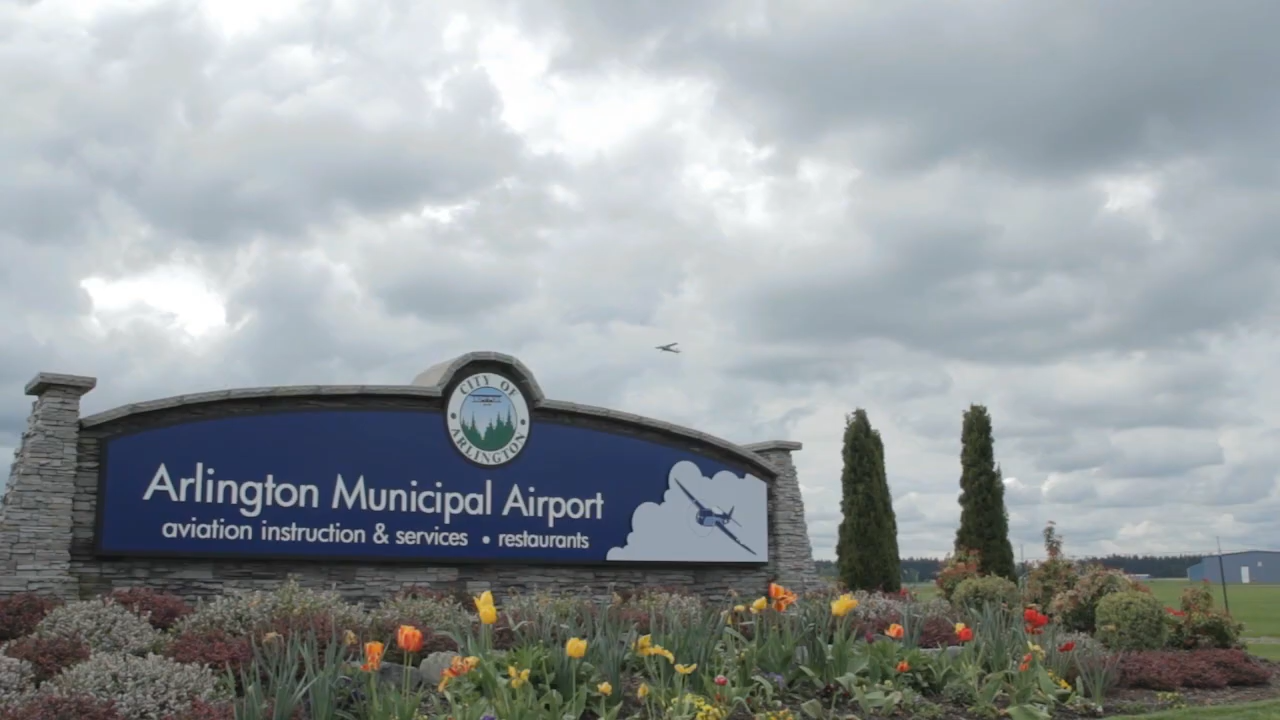 CITY OF
ARLINGTON
Arlington Municipal Airport
aviation instruction & services • restaurants